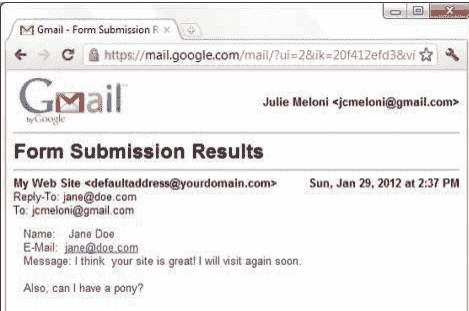 Gmail - Form Submission R
https://mail.google.com/mail/?ui=2&ik=20f412efd3&vi
Gmail
by Google
Julie Meloni <jcmeloni@gmail.com>
Form Submission Results
My Web Site <defaultaddress@yourdomain.com> Sun, Jan 29, 2012 at 2:37 PM
Reply-To: jane@doe.com
To: jcmeloni@gmail.com
Name: Jane Doe
E-Mail: jane@doe.com
Message: I think your site is great! I will visit again soon.
Also, can I have a pony?